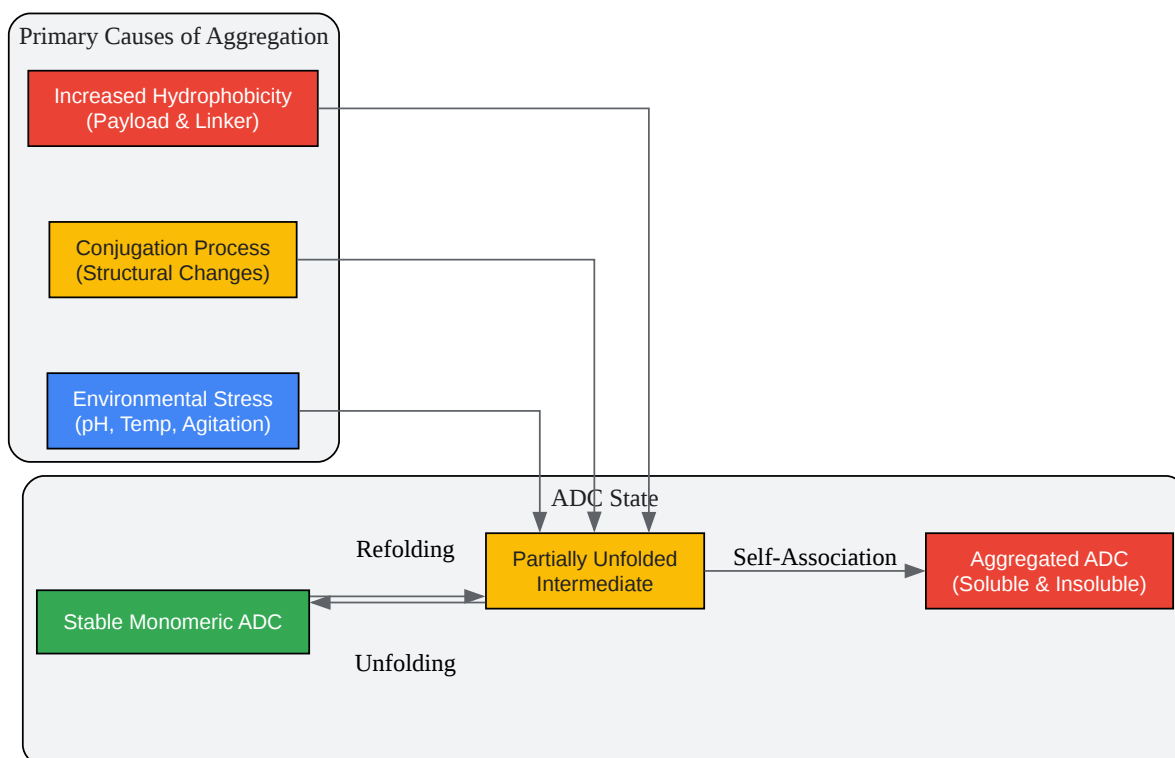 Primary Causes of Aggregation
Increased Hydrophobicity
(Payload & Linker)
Conjugation Process
(Structural Changes)
Environmental Stress
(pH, Temp, Agitation)
ADC State
Refolding
Partially Unfolded
Intermediate
Self-Association
Aggregated ADC
(Soluble & Insoluble)
Stable Monomeric ADC
Unfolding